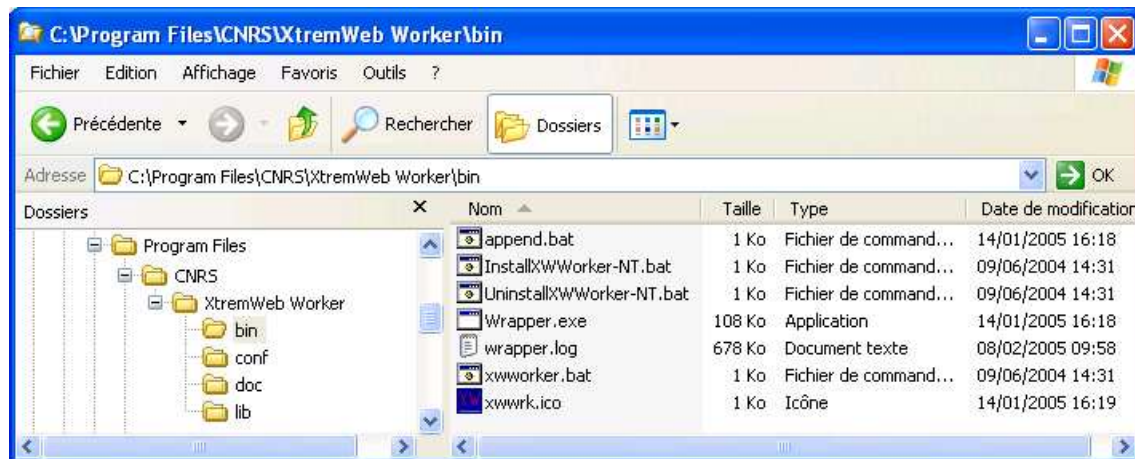 C:\Program Files\CNRS\XtremWeb Worker\bin
Fichier Edition Affichage Favoris Outils ?
Précédente Rechercher Dossiers
Adresse C:\Program Files\CNRS\XtremWeb Worker\bin OK
Dossiers × Nom Taille Type Date de modification
Program Files
CNRS
XtremWeb Worker
bin
conf
doc
lib
append.bat 1 Ko Fichier de command... 14/01/2005 16:18
InstallXWWorker-NT.bat 1 Ko Fichier de command... 09/06/2004 14:31
UninstallXWWorker-NT.bat 1 Ko Fichier de command... 09/06/2004 14:31
Wrapper.exe 108 Ko Application 14/01/2005 16:18
wrapper.log 678 Ko Document texte 08/02/2005 09:58
xwworker.bat 1 Ko Fichier de command... 09/06/2004 14:31
xwwrk.ico 1 Ko Icône 14/01/2005 16:19